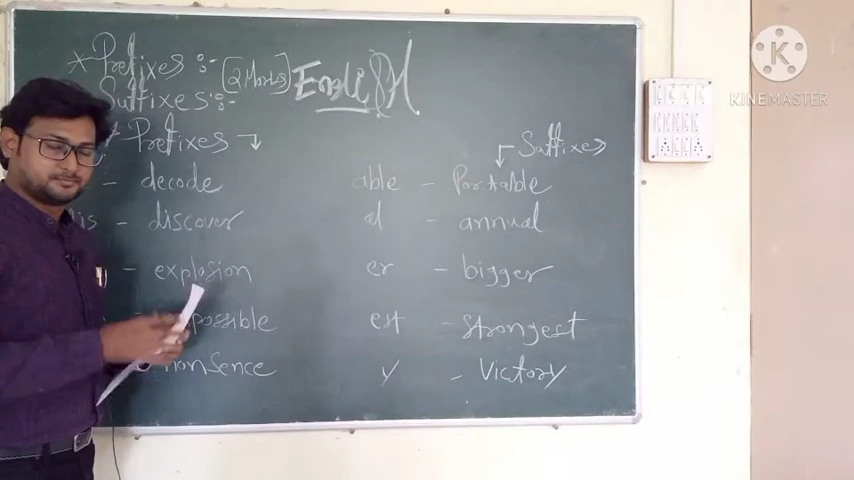 * Prefixes :- [2 Marks] English
Suffixes :-
* Prefixes
Suffixes
- decode
able - Portable
is - discover
al - annual
- explosion
er - bigger
possible
est - Strongest
nonSence
y - Victory
K
KINEMASTER